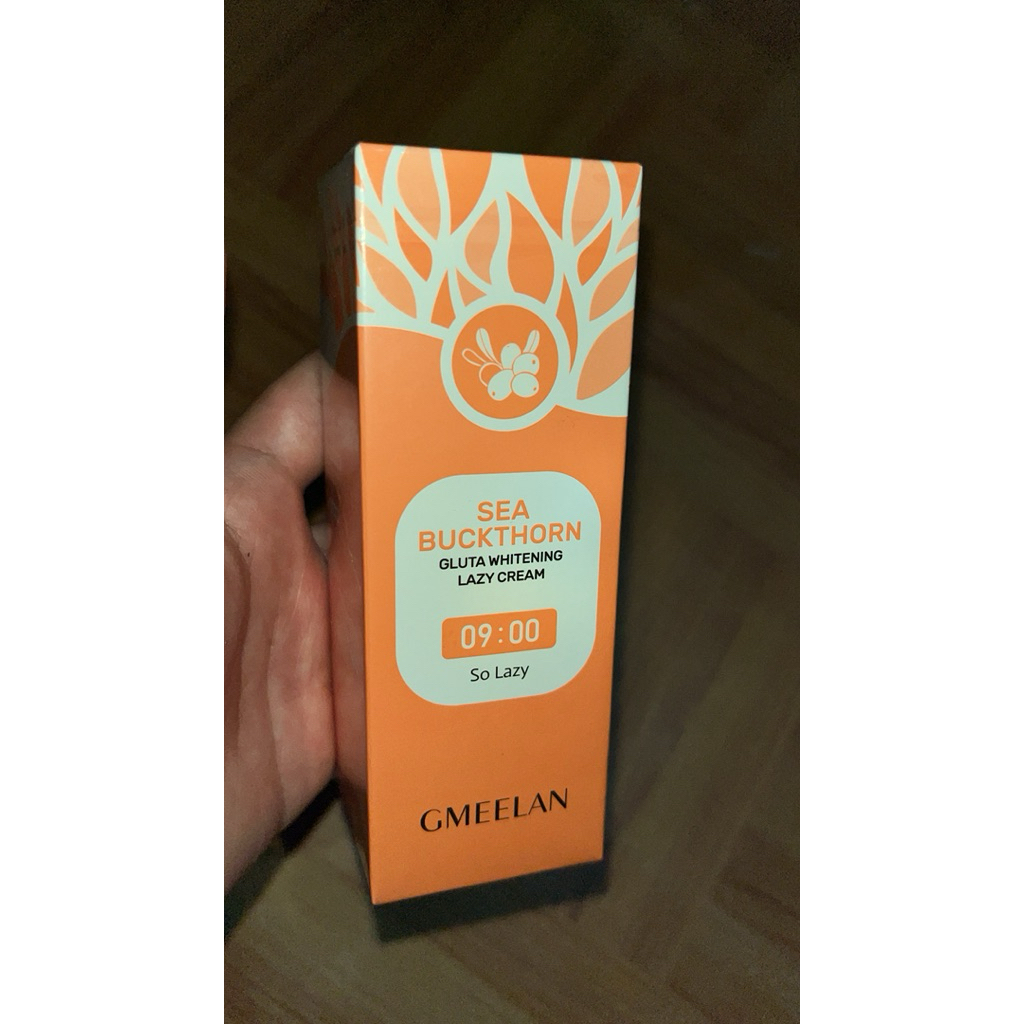 SEA
BUCKTHORN
GLUTA WHITENING
LAZY CREAM
09:00
So Lazy
GMEELAN